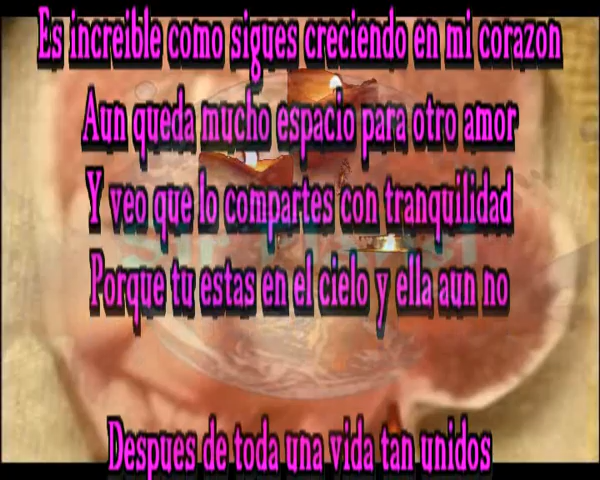 Es increible como sigues creciendo en mi corazon
Aun queda mucho espacio para otro amor
Y veo que lo compartes con tranquilidad
Porque tu estas en el cielo y ella aun no
Despues de toda una vida tan unidos